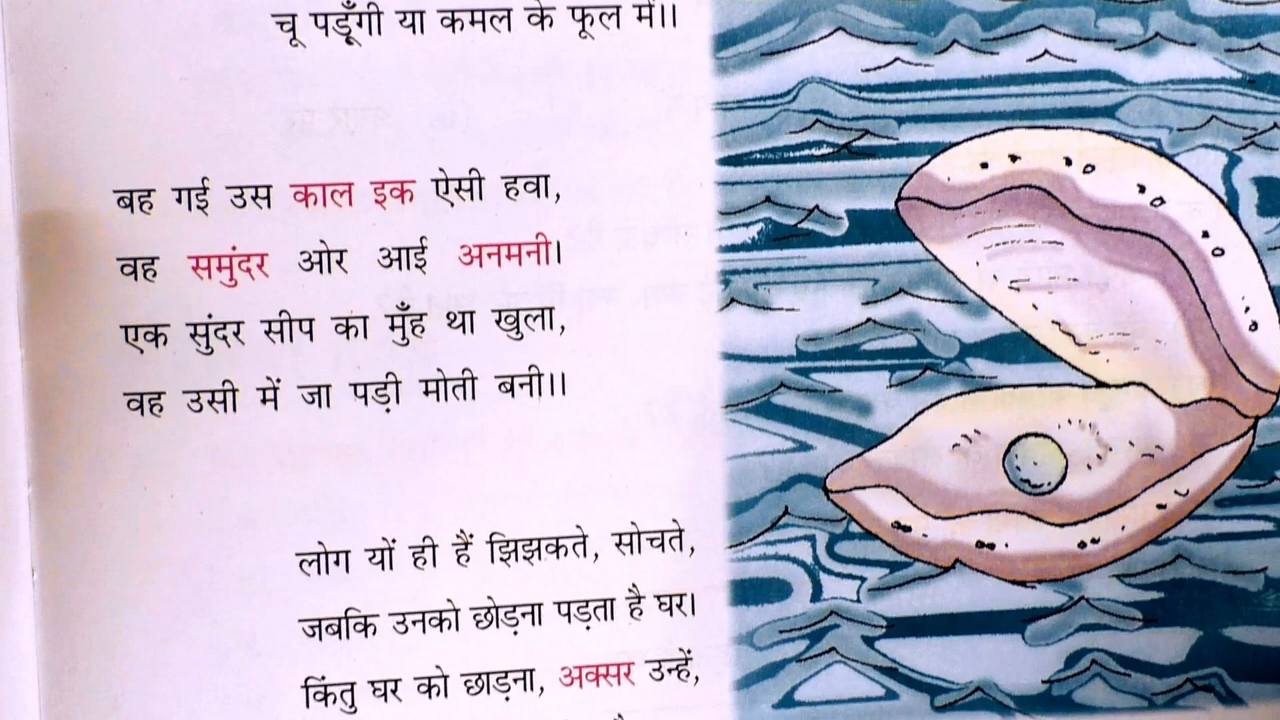 चू पड़ूँगी या कमल के फूल में।।
बह गई उस काल इक ऐसी हवा,
वह समुंदर ओर आई अनमनी।
एक सुंदर सीप का मुँह था खुला,
वह उसी में जा पड़ी मोती बनी।।
लोग यों ही हैं झिझकते, सोचते,
जबकि उनको छोड़ना पड़ता है घर।
किंतु घर को छाड़ना, अक्सर उन्हें,